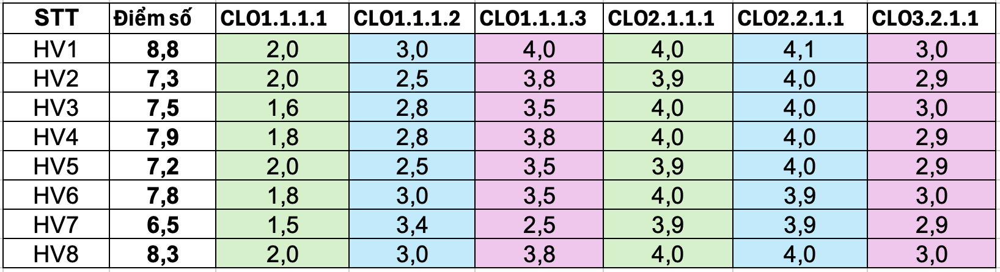 STT Điểm số CLO1.1.1.1 CLO1.1.1.2 CLO1.1.1.3 CLO2.1.1.1 CLO2.2.1.1 CLO3.2.1.1
HV1 8,8 2,0 3,0 4,0 4,0 4,1 3,0
HV2 7,3 2,0 2,5 3,8 3,9 4,0 2,9
HV3 7,5 1,6 2,8 3,5 4,0 4,0 3,0
HV4 7,9 1,8 2,8 3,8 4,0 4,0 2,9
HV5 7,2 2,0 2,5 3,5 3,9 4,0 2,9
HV6 7,8 1,8 3,0 3,5 4,0 3,9 3,0
HV7 6,5 1,5 3,4 2,5 3,9 3,9 2,9
HV8 8,3 2,0 3,0 3,8 4,0 4,0 3,0